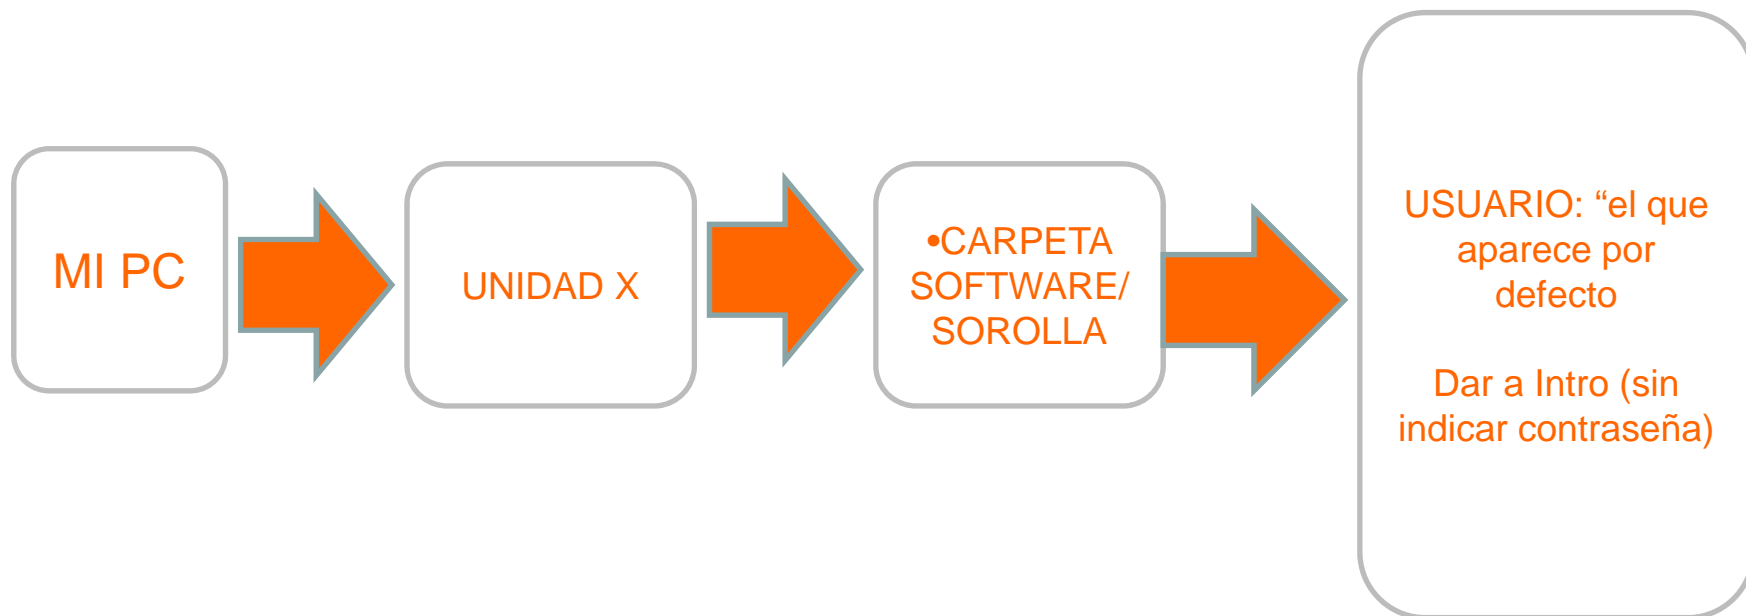 MI PC
UNIDAD X
•CARPETA
SOFTWARE/
SOROLLA
USUARIO: “el que
aparece por
defecto
Dar a Intro (sin
indicar contraseña)